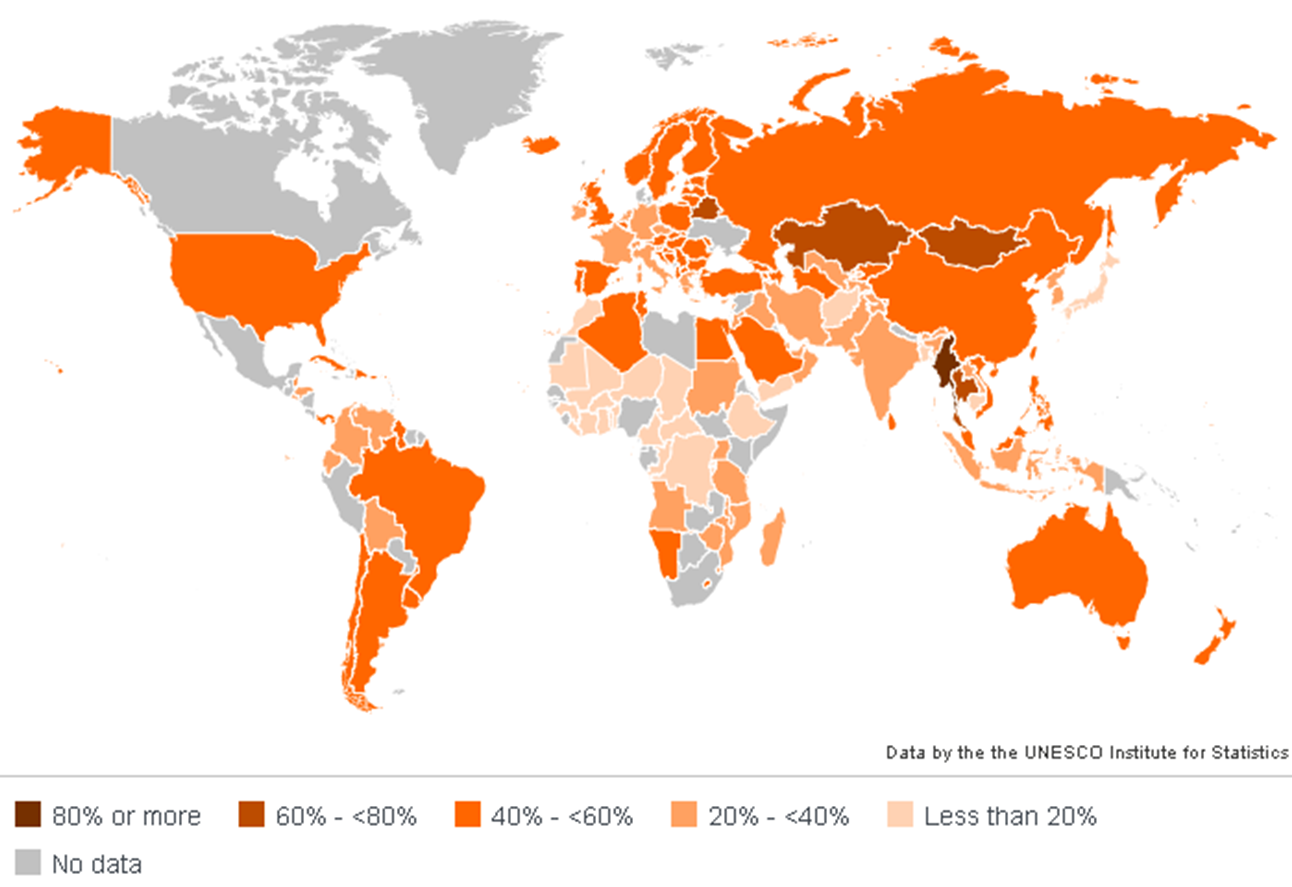 Data by the the UNESCO Institute for Statistics
80% or more 60% - <80% 40% - <60% 20% - <40% Less than 20%
No data